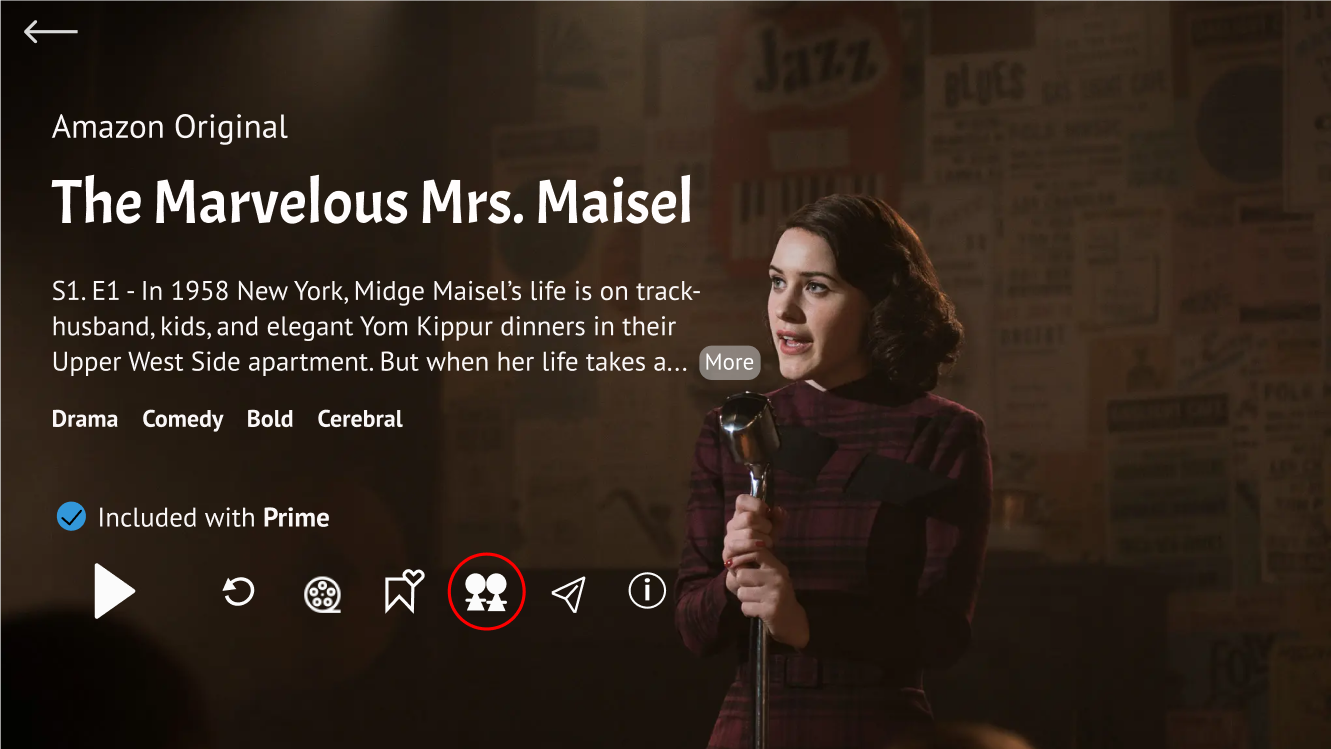 Amazon Original
The Marvelous Mrs. Maisel
S1. E1 - In 1958 New York, Midge Maisel's life is on track-
husband, kids, and elegant Yom Kippur dinners in their
Upper West Side apartment. But when her life takes a... More
Drama Comedy Bold Cerebral
Included with Prime
Jazz
BLUES